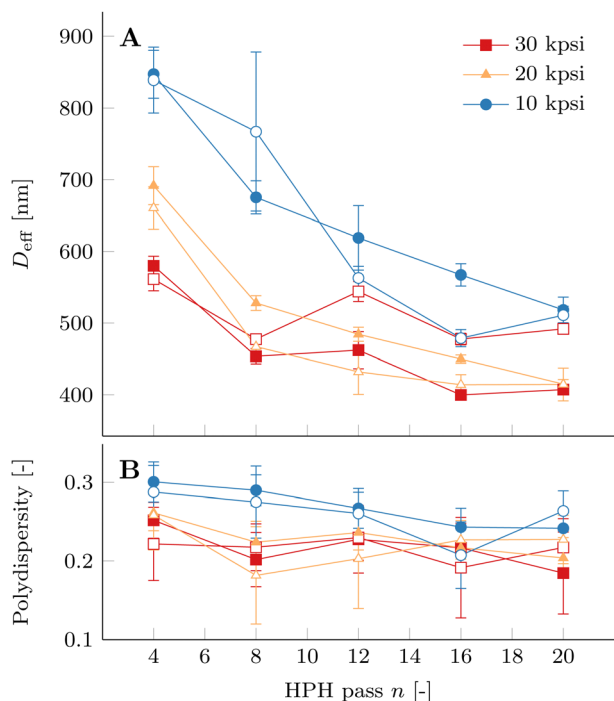 A
30 kpsi
20 kpsi
10 kpsi
900
800
700
600
500
400
D_eff [nm]
B
0.3
0.2
0.1
Polydispersity [-]
4 6 8 10 12 14 16 18 20
HPH pass n [-]